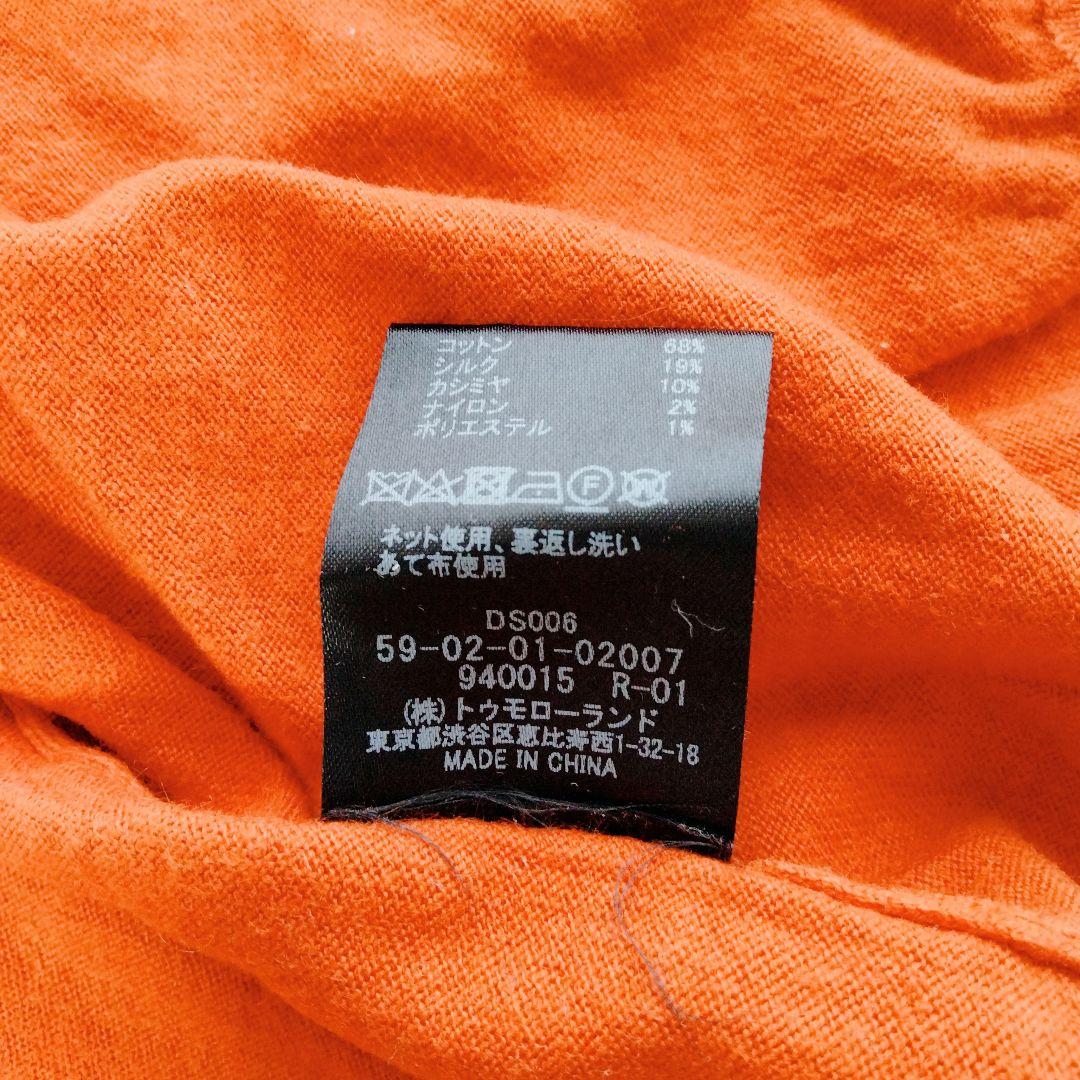 コットン 68%
シルク 19%
カシミヤ 10%
ナイロン 2%
ポリエステル 1%
F W
ネット使用、裏返し洗い
あて布使用
DS006
59-02-01-02007
940015 R-01
(株)トゥモローランド
東京都渋谷区恵比寿西1-32-18
MADE IN CHINA